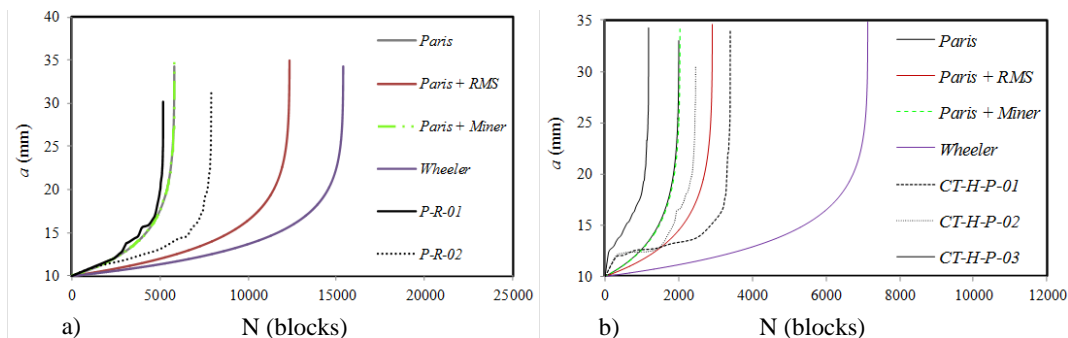 40
35
30
25
20
15
10
a (mm)
0
5000
10000
15000
20000
25000
Paris
Paris + RMS
Paris + Miner
Wheeler
P-R-01
P-R-02
a)
N (blocks)
35
30
25
20
15
10
a (mm)
0
2000
4000
6000
8000
10000
12000
Paris
Paris + RMS
Paris + Miner
Wheeler
CT-H-P-01
CT-H-P-02
CT-H-P-03
b)
N (blocks)